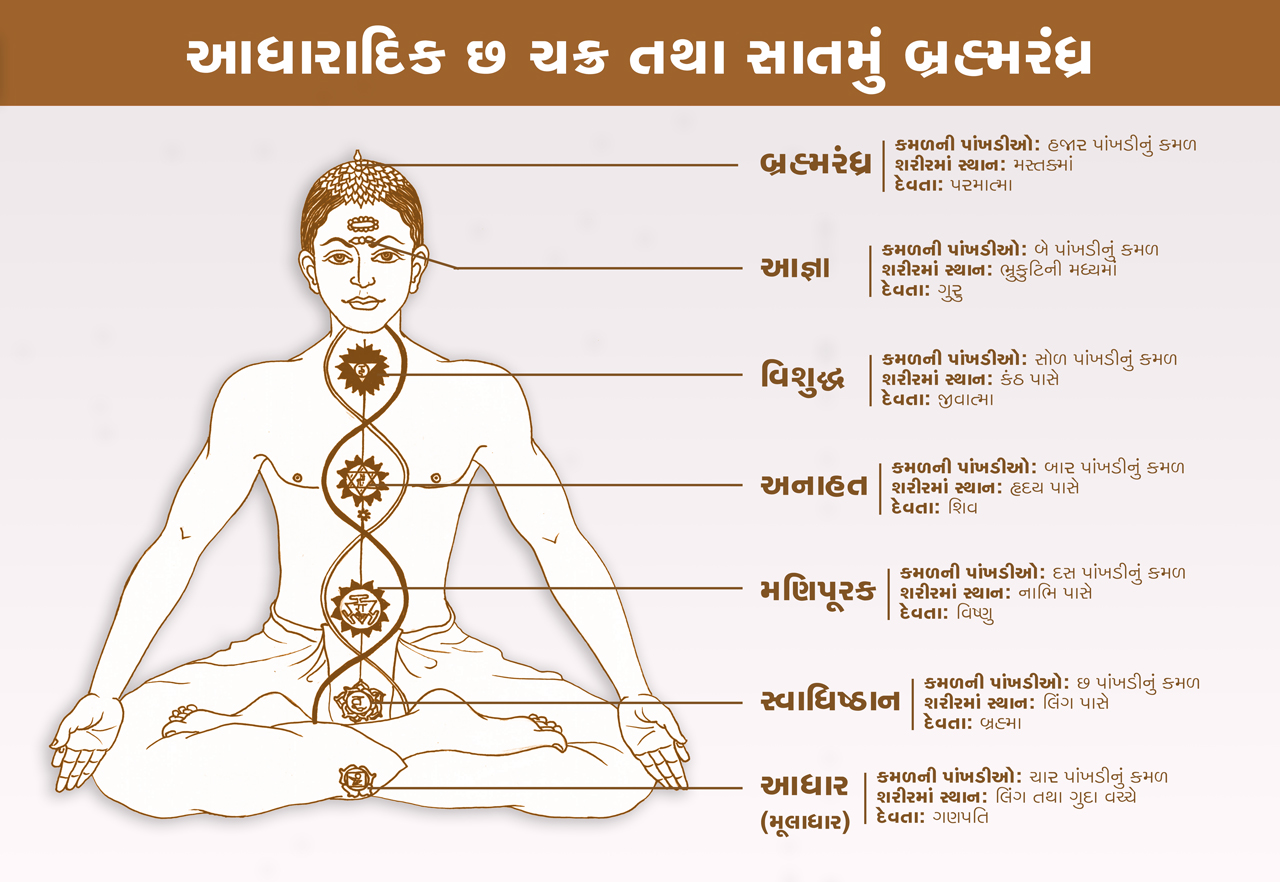 આધારાદિક છ ચક્ર તથા સાતમું બ્રહ્મરંધ્ર
બ્રહ્મરંધ્ર
કમળની પાંખડીઓ: હજાર પાંખડીનું કમળ
શરીરમાં સ્થાન: મસ્તકમાં
દેવતા: પરમાત્મા
આજ્ઞા
કમળની પાંખડીઓ: બે પાંખડીનું કમળ
શરીરમાં સ્થાન: ભ્રુકુટિની મધ્યમાં
દેવતા: ગુરુ
વિશુદ્ધ
કમળની પાંખડીઓ: સોળ પાંખડીનું કમળ
શરીરમાં સ્થાન: કંઠ પાસે
દેવતા: જીવાત્મા
અનાહત
કમળની પાંખડીઓ: બાર પાંખડીનું કમળ
શરીરમાં સ્થાન: હૃદય પાસે
દેવતા: શિવ
મણિપૂરક
કમળની પાંખડીઓ: દસ પાંખડીનું કમળ
શરીરમાં સ્થાન: નાભિ પાસે
દેવતા: વિષ્ણુ
સ્વાધિષ્ઠાન
કમળની પાંખડીઓ: છ પાંખડીનું કમળ
શરીરમાં સ્થાન: લિંગ પાસે
દેવતા: બ્રહ્મા
આધાર
(મૂલાધાર)
કમળની પાંખડીઓ: ચાર પાંખડીનું કમળ
શરીરમાં સ્થાન: લિંગ તથા ગુદા વચ્ચે
દેવતા: ગણપતિ